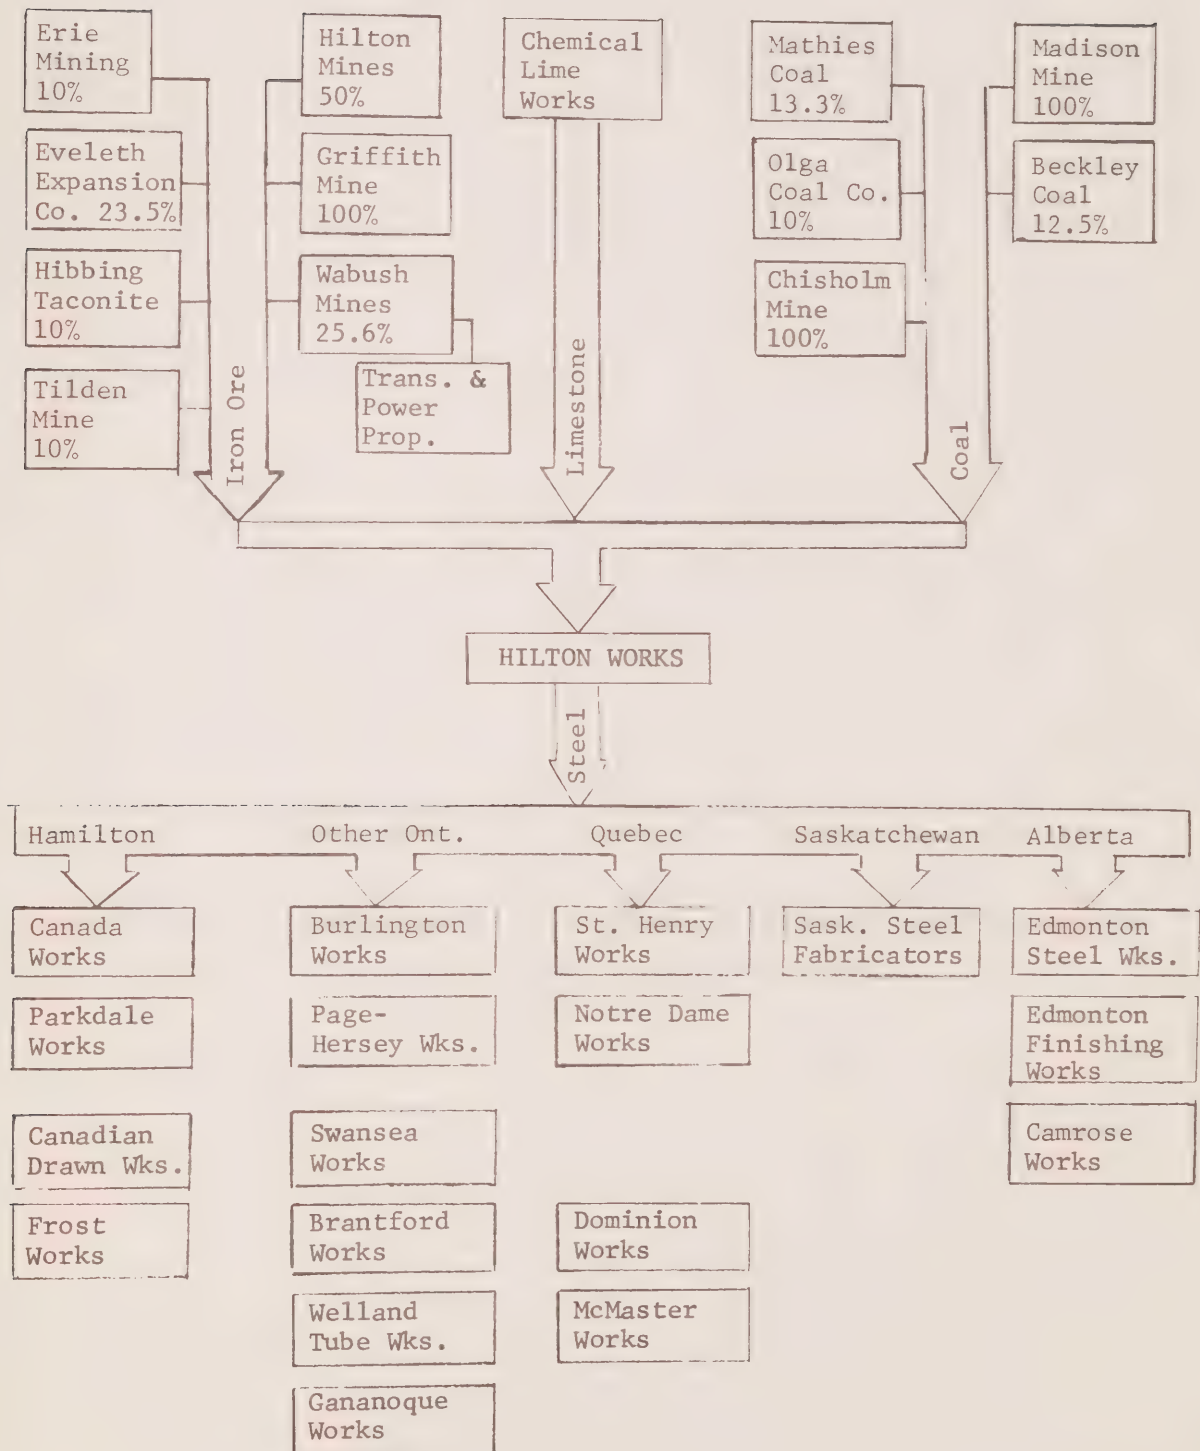 Erie
Mining
10%
Eveleth
Expansion
Co. 23.5%
Hibbing
Taconite
10%
Tilden
Mine
10%
Iron Ore
Hilton
Mines
50%
Griffith
Mine
100%
Wabush
Mines
25.6%
Trans. &
Power
Prop.
Chemical
Lime
Works
Limestone
Mathies
Coal
13.3%
Olga
Coal Co.
10%
Chisholm
Mine
100%
Coal
Madison
Mine
100%
Beckley
Coal
12.5%
HILTON WORKS
Steel
Hamilton
Canada
Works
Parkdale
Works
Canadian
Drawn Wks.
Frost
Works
Other Ont.
Burlington
Works
Page-
Hersey Wks.
Swansea
Works
Brantford
Works
Welland
Tube Wks.
Gananoque
Works
Quebec
St. Henry
Works
Notre Dame
Works
Dominion
Works
McMaster
Works
Saskatchewan
Sask. Steel
Fabricators
Alberta
Edmonton
Steel Wks.
Edmonton
Finishing
Works
Camrose
Works